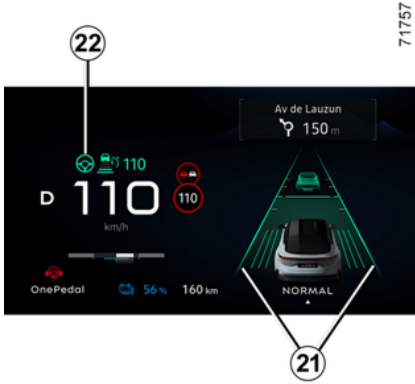 71757
22
Av de Lauzun
150 m
110
D 110 110
km/h
OnePedal 56 % 160 km NORMAL
21